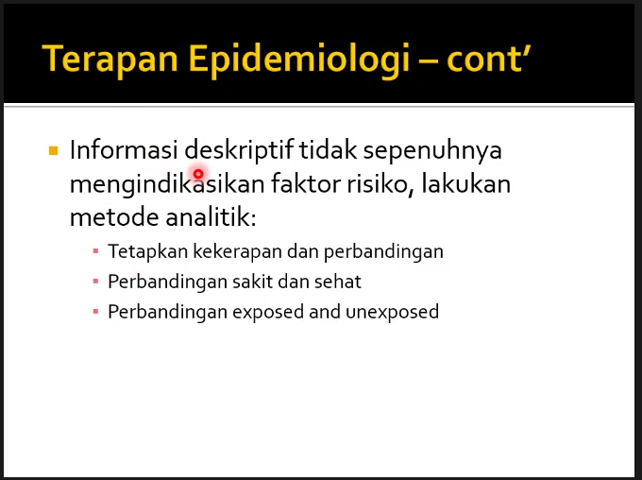 Terapan Epidemiologi – cont’
Informasi deskriptif tidak sepenuhnya
mengindikasikan faktor risiko, lakukan
metode analitik:
Tetapkan kekerapan dan perbandingan
Perbandingan sakit dan sehat
Perbandingan exposed and unexposed